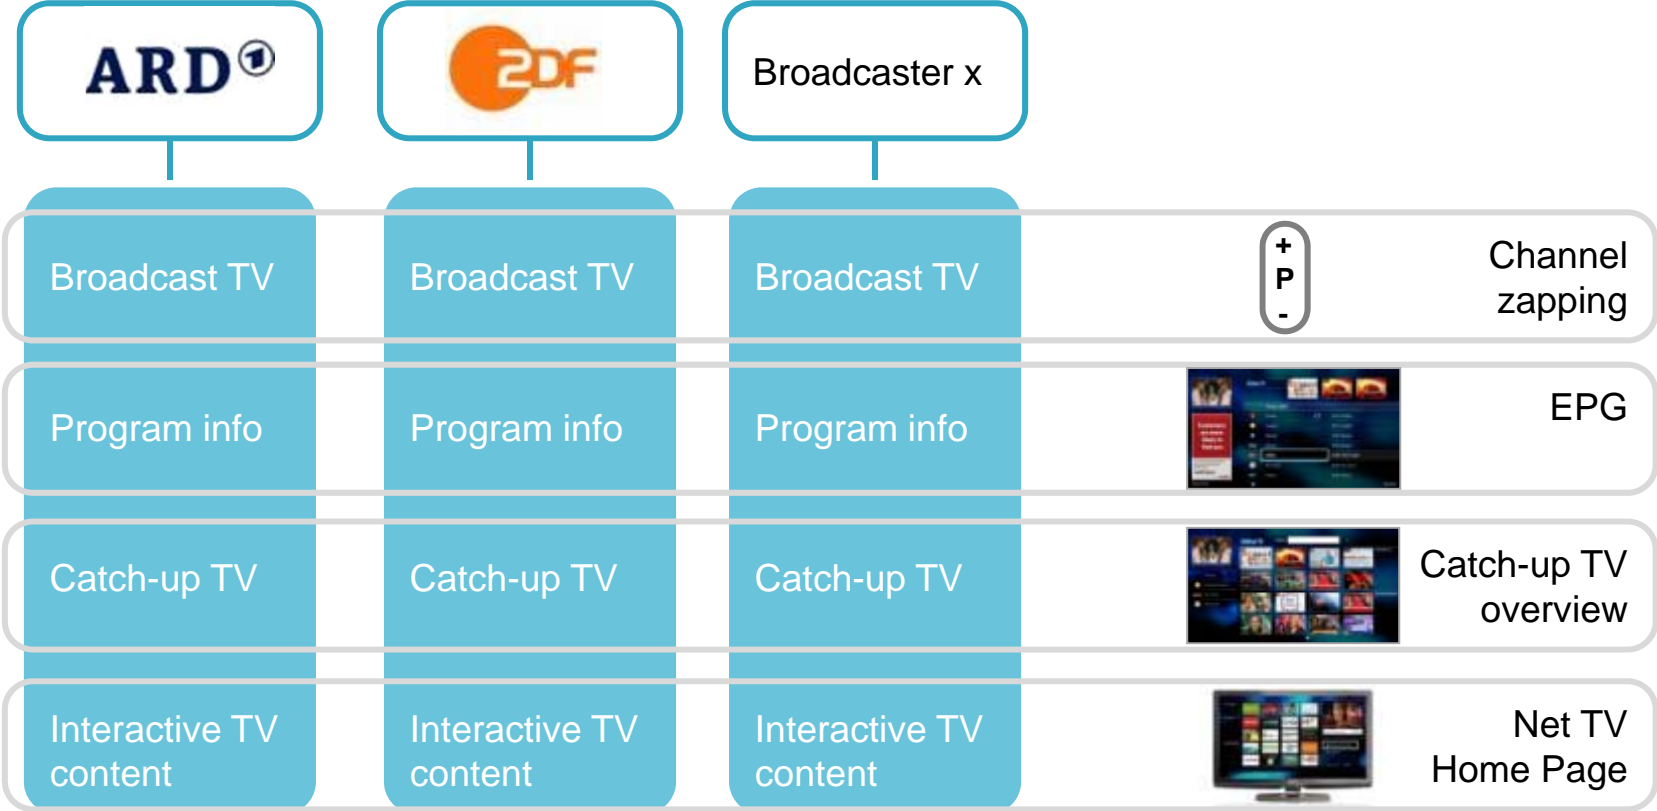 ARD 1
2DF
Broadcaster x
Broadcast TV
Broadcast TV
Broadcast TV
+
P
-
Channel
zapping
Program info
Program info
Program info
EPG
Catch-up TV
Catch-up TV
Catch-up TV
Catch-up TV
overview
Interactive TV
content
Interactive TV
content
Interactive TV
content
Net TV
Home Page